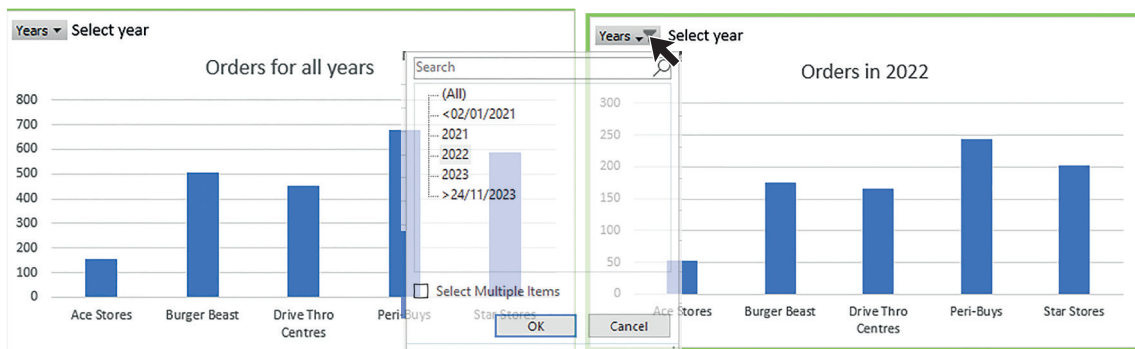 Years Select year
Orders for all years
800
700
600
500
400
300
200
100
0
Ace Stores Burger Beast Drive Thro Centres Peri-Buys Star Stores
Search
(All)
<02/01/2021
2021
2022
2023
>24/11/2023
Select Multiple Items
OK Cancel
Years Select year
Orders in 2022
300
250
200
150
100
50
0
Ace Stores Burger Beast Drive Thro Centres Peri-Buys Star Stores